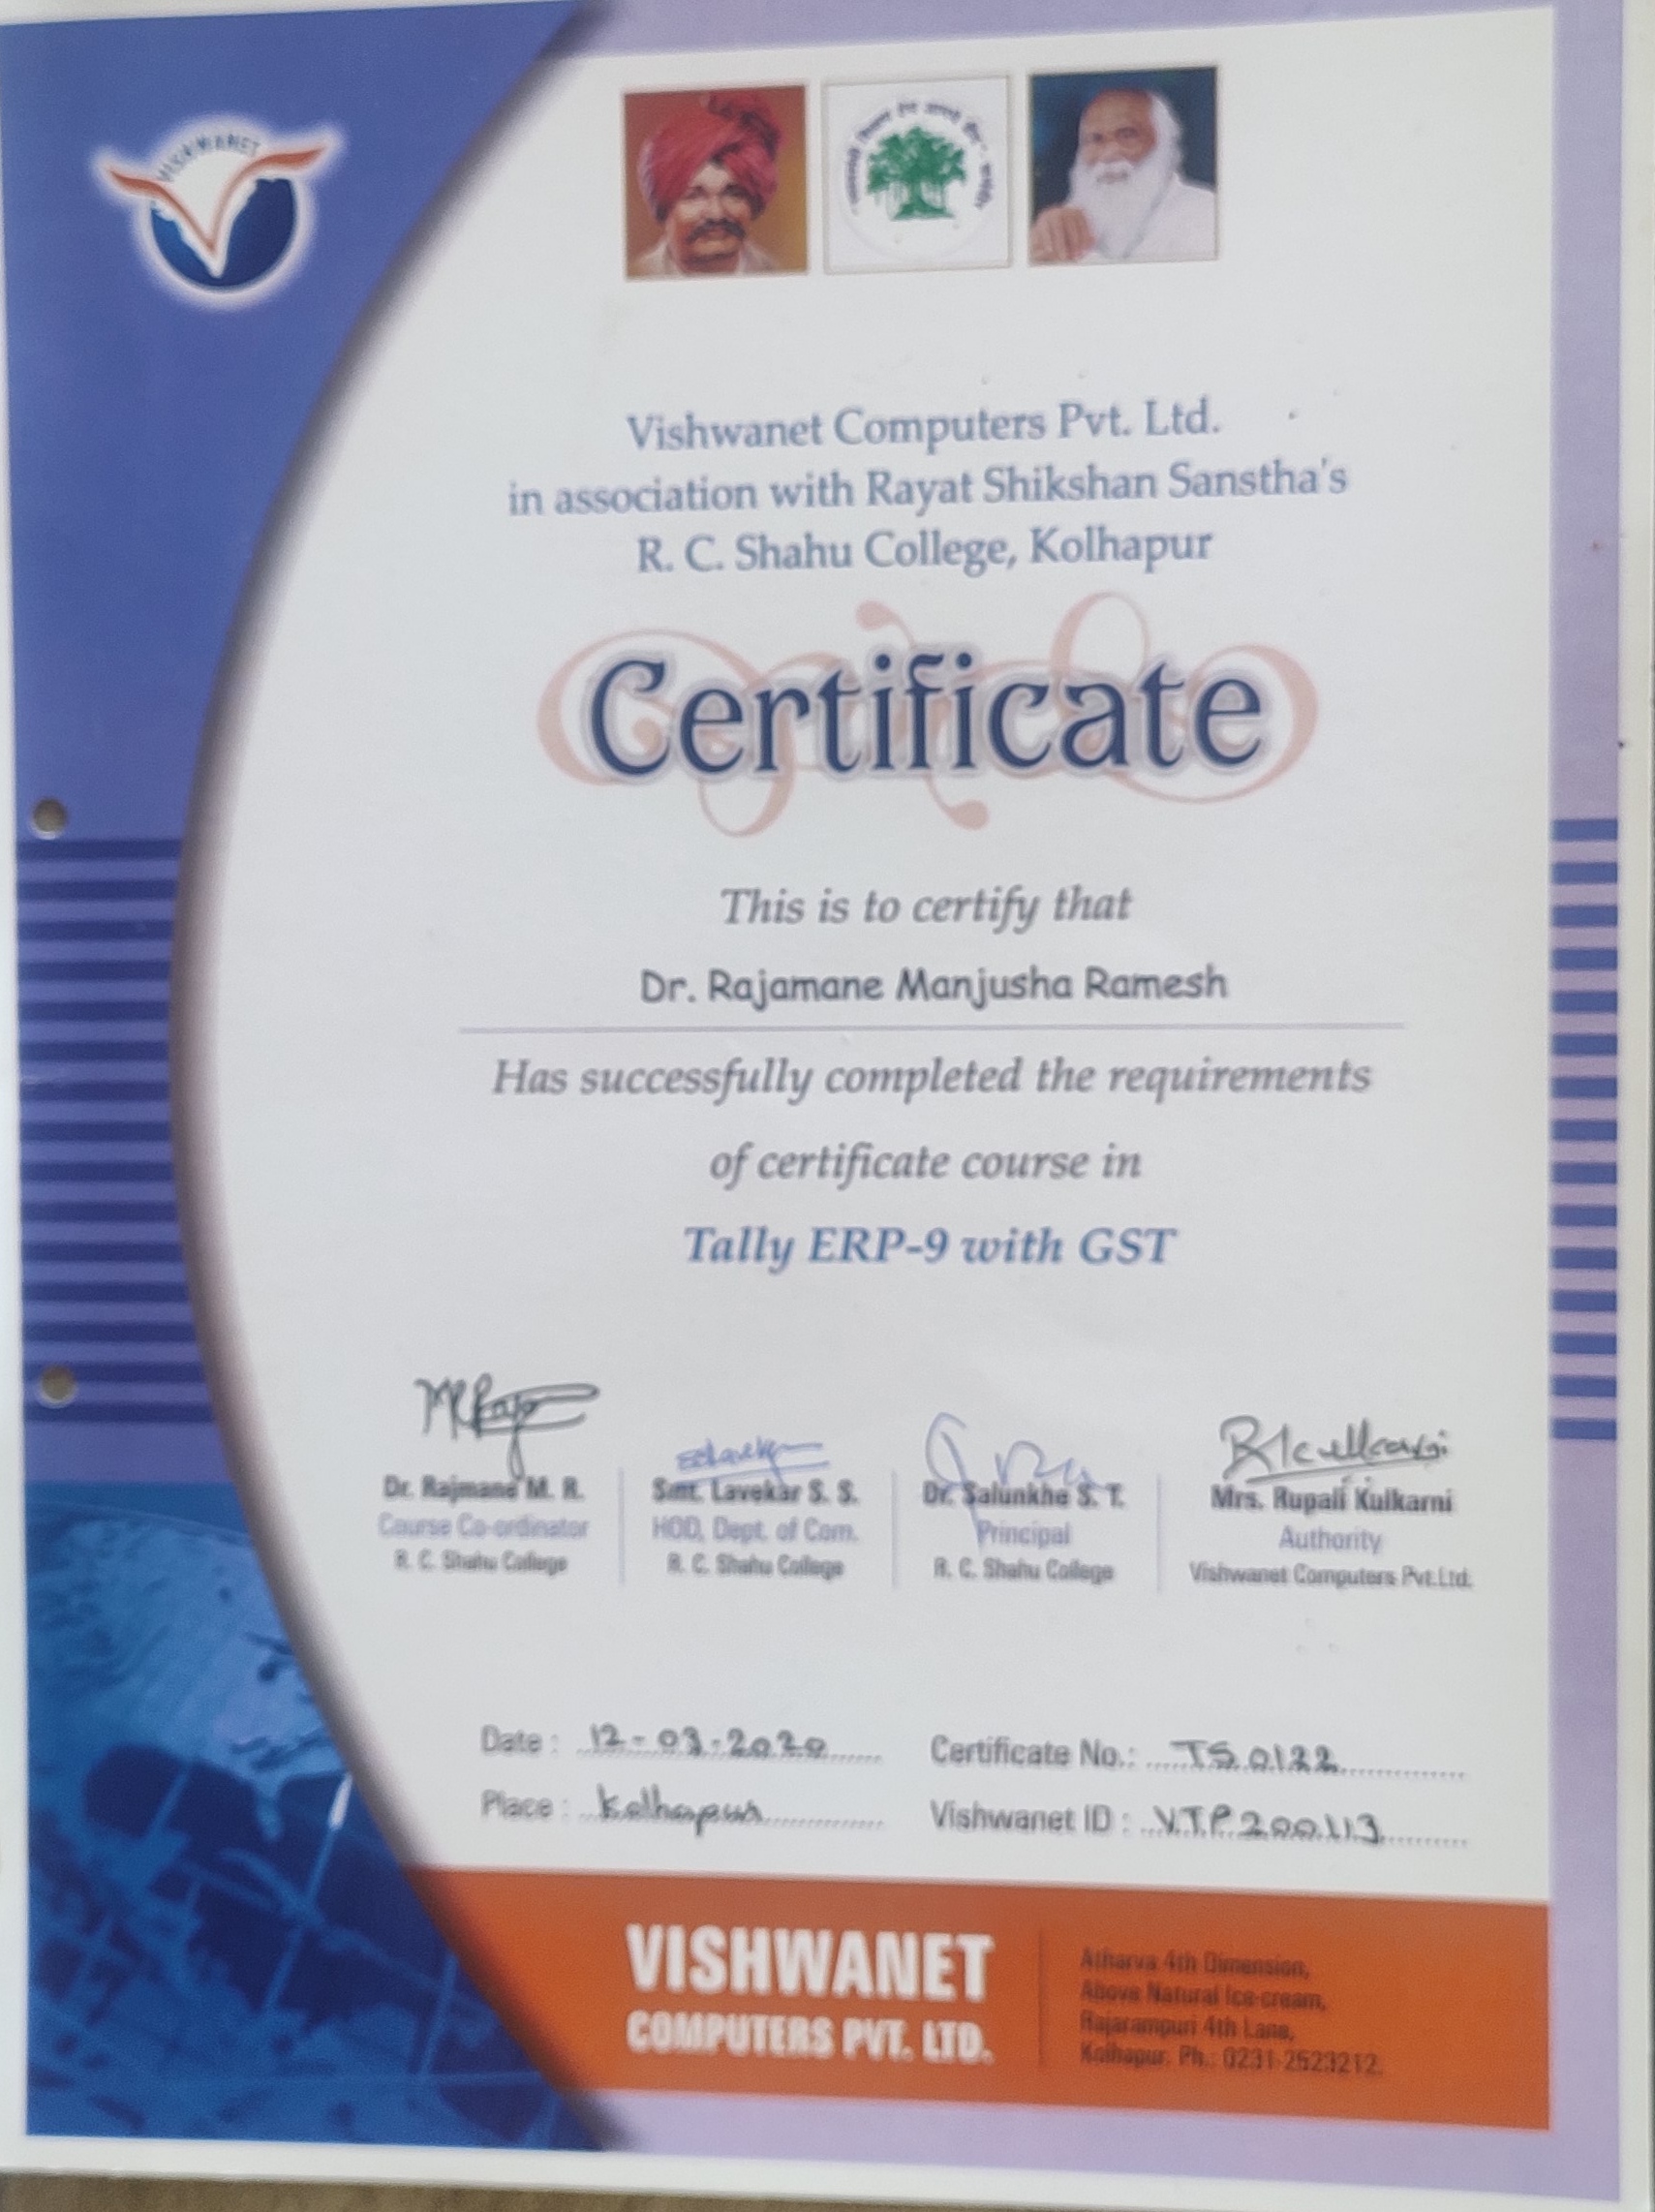 VISHWANET
Vishwanet Computers Pvt. Ltd.
in association with Rayat Shikshan Sanstha's
R. C. Shahu College, Kolhapur
Certificate
This is to certify that
Dr. Rajamane Manjusha Ramesh
Has successfully completed the requirements
of certificate course in
Tally ERP-9 with GST
Dr. Rajmane M. R.
Course Co-ordinator
R. C. Shahu College
Smt. Lavekar S. S.
HOD, Dept. of Com.
R. C. Shahu College
Dr. Salunkhe S. T.
Principal
R. C. Shahu College
RKulkarni
Mrs. Rupali Kulkarni
Authority
Vishwanet Computers Pvt.Ltd.
Date : 12-03-2020
Certificate No.: TS0122
Place : Kolhapur
Vishwanet ID : VTP200113
VISHWANET
COMPUTERS PVT. LTD.
Atharva 4th Dimension,
Above Natural Ice-cream,
Rajarampuri 4th Lane,
Kolhapur. Ph.: 0231-2523212.